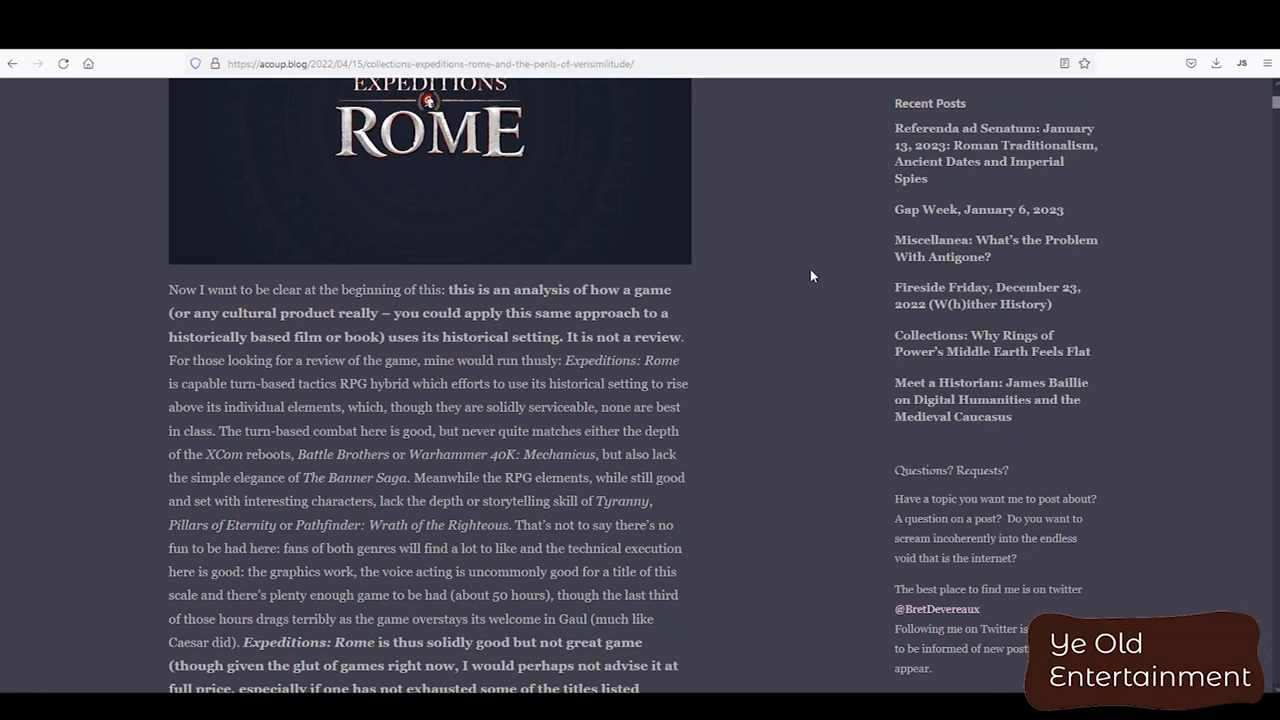 https://acoup.blog/2022/04/15/collections-expeditions-rome-and-the-perils-of-verisimilitude/
JS
EXPEDITIONS
ROME
Now I want to be clear at the beginning of this: this is an analysis of how a game
(or any cultural product really – you could apply this same approach to a
historically based film or book) uses its historical setting. It is not a review.
For those looking for a review of the game, mine would run thusly: Expeditions: Rome
is capable turn-based tactics RPG hybrid which efforts to use its historical setting to rise
above its individual elements, which, though they are solidly serviceable, none are best
in class. The turn-based combat here is good, but never quite matches either the depth
of the XCom reboots, Battle Brothers or Warhammer 40K: Mechanicus, but also lack
the simple elegance of The Banner Saga. Meanwhile the RPG elements, while still good
and set with interesting characters, lack the depth or storytelling skill of Tyranny,
Pillars of Eternity or Pathfinder: Wrath of the Righteous. That's not to say there's no
fun to be had here: fans of both genres will find a lot to like and the technical execution
here is good: the graphics work, the voice acting is uncommonly good for a title of this
scale and there's plenty enough game to be had (about 50 hours), though the last third
of those hours drags terribly as the game overstays its welcome in Gaul (much like
Caesar did). Expeditions: Rome is thus solidly good but not great game
(though given the glut of games right now, I would perhaps not advise it at
full price, especially if one has not exhausted some of the titles listed
Recent Posts
Referenda ad Senatum: January
13, 2023: Roman Traditionalism,
Ancient Dates and Imperial
Spies
Gap Week, January 6, 2023
Miscellanea: What's the Problem
With Antigone?
Fireside Friday, December 23,
2022 (W(h)ither History)
Collections: Why Rings of
Power's Middle Earth Feels Flat
Meet a Historian: James Baillie
on Digital Humanities and the
Medieval Caucasus
Questions? Requests?
Have a topic you want me to post about?
A question on a post? Do you want to
scream incoherently into the endless
void that is the internet?
The best place to find me is on twitter
@BretDevereaux
Following me on Twitter is
to be informed of new post
appear.
Ye Old
Entertainment